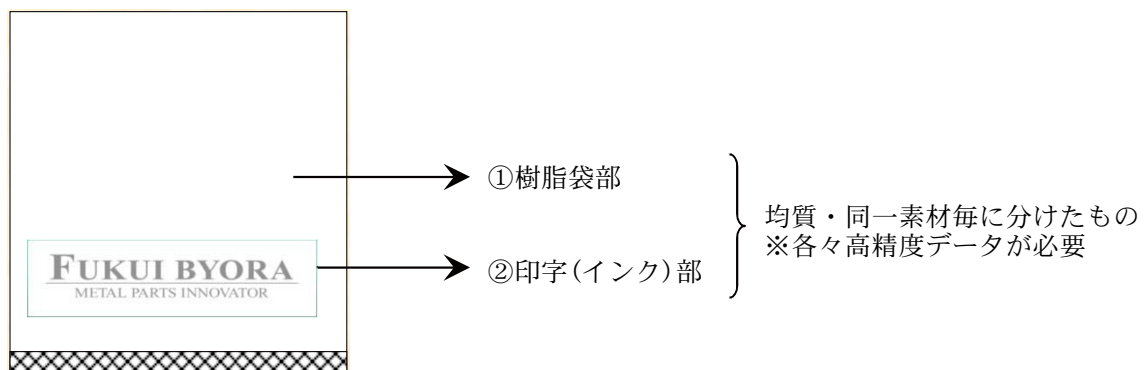 ①樹脂袋部
均質・同一素材毎に分けたもの
※各々高精度データが必要
FUKUI BYORA
METAL PARTS INNOVATOR
②印字(インク)部